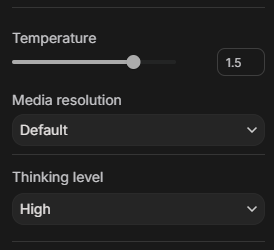 Temperature
1.5
Media resolution
Default
Thinking level
High